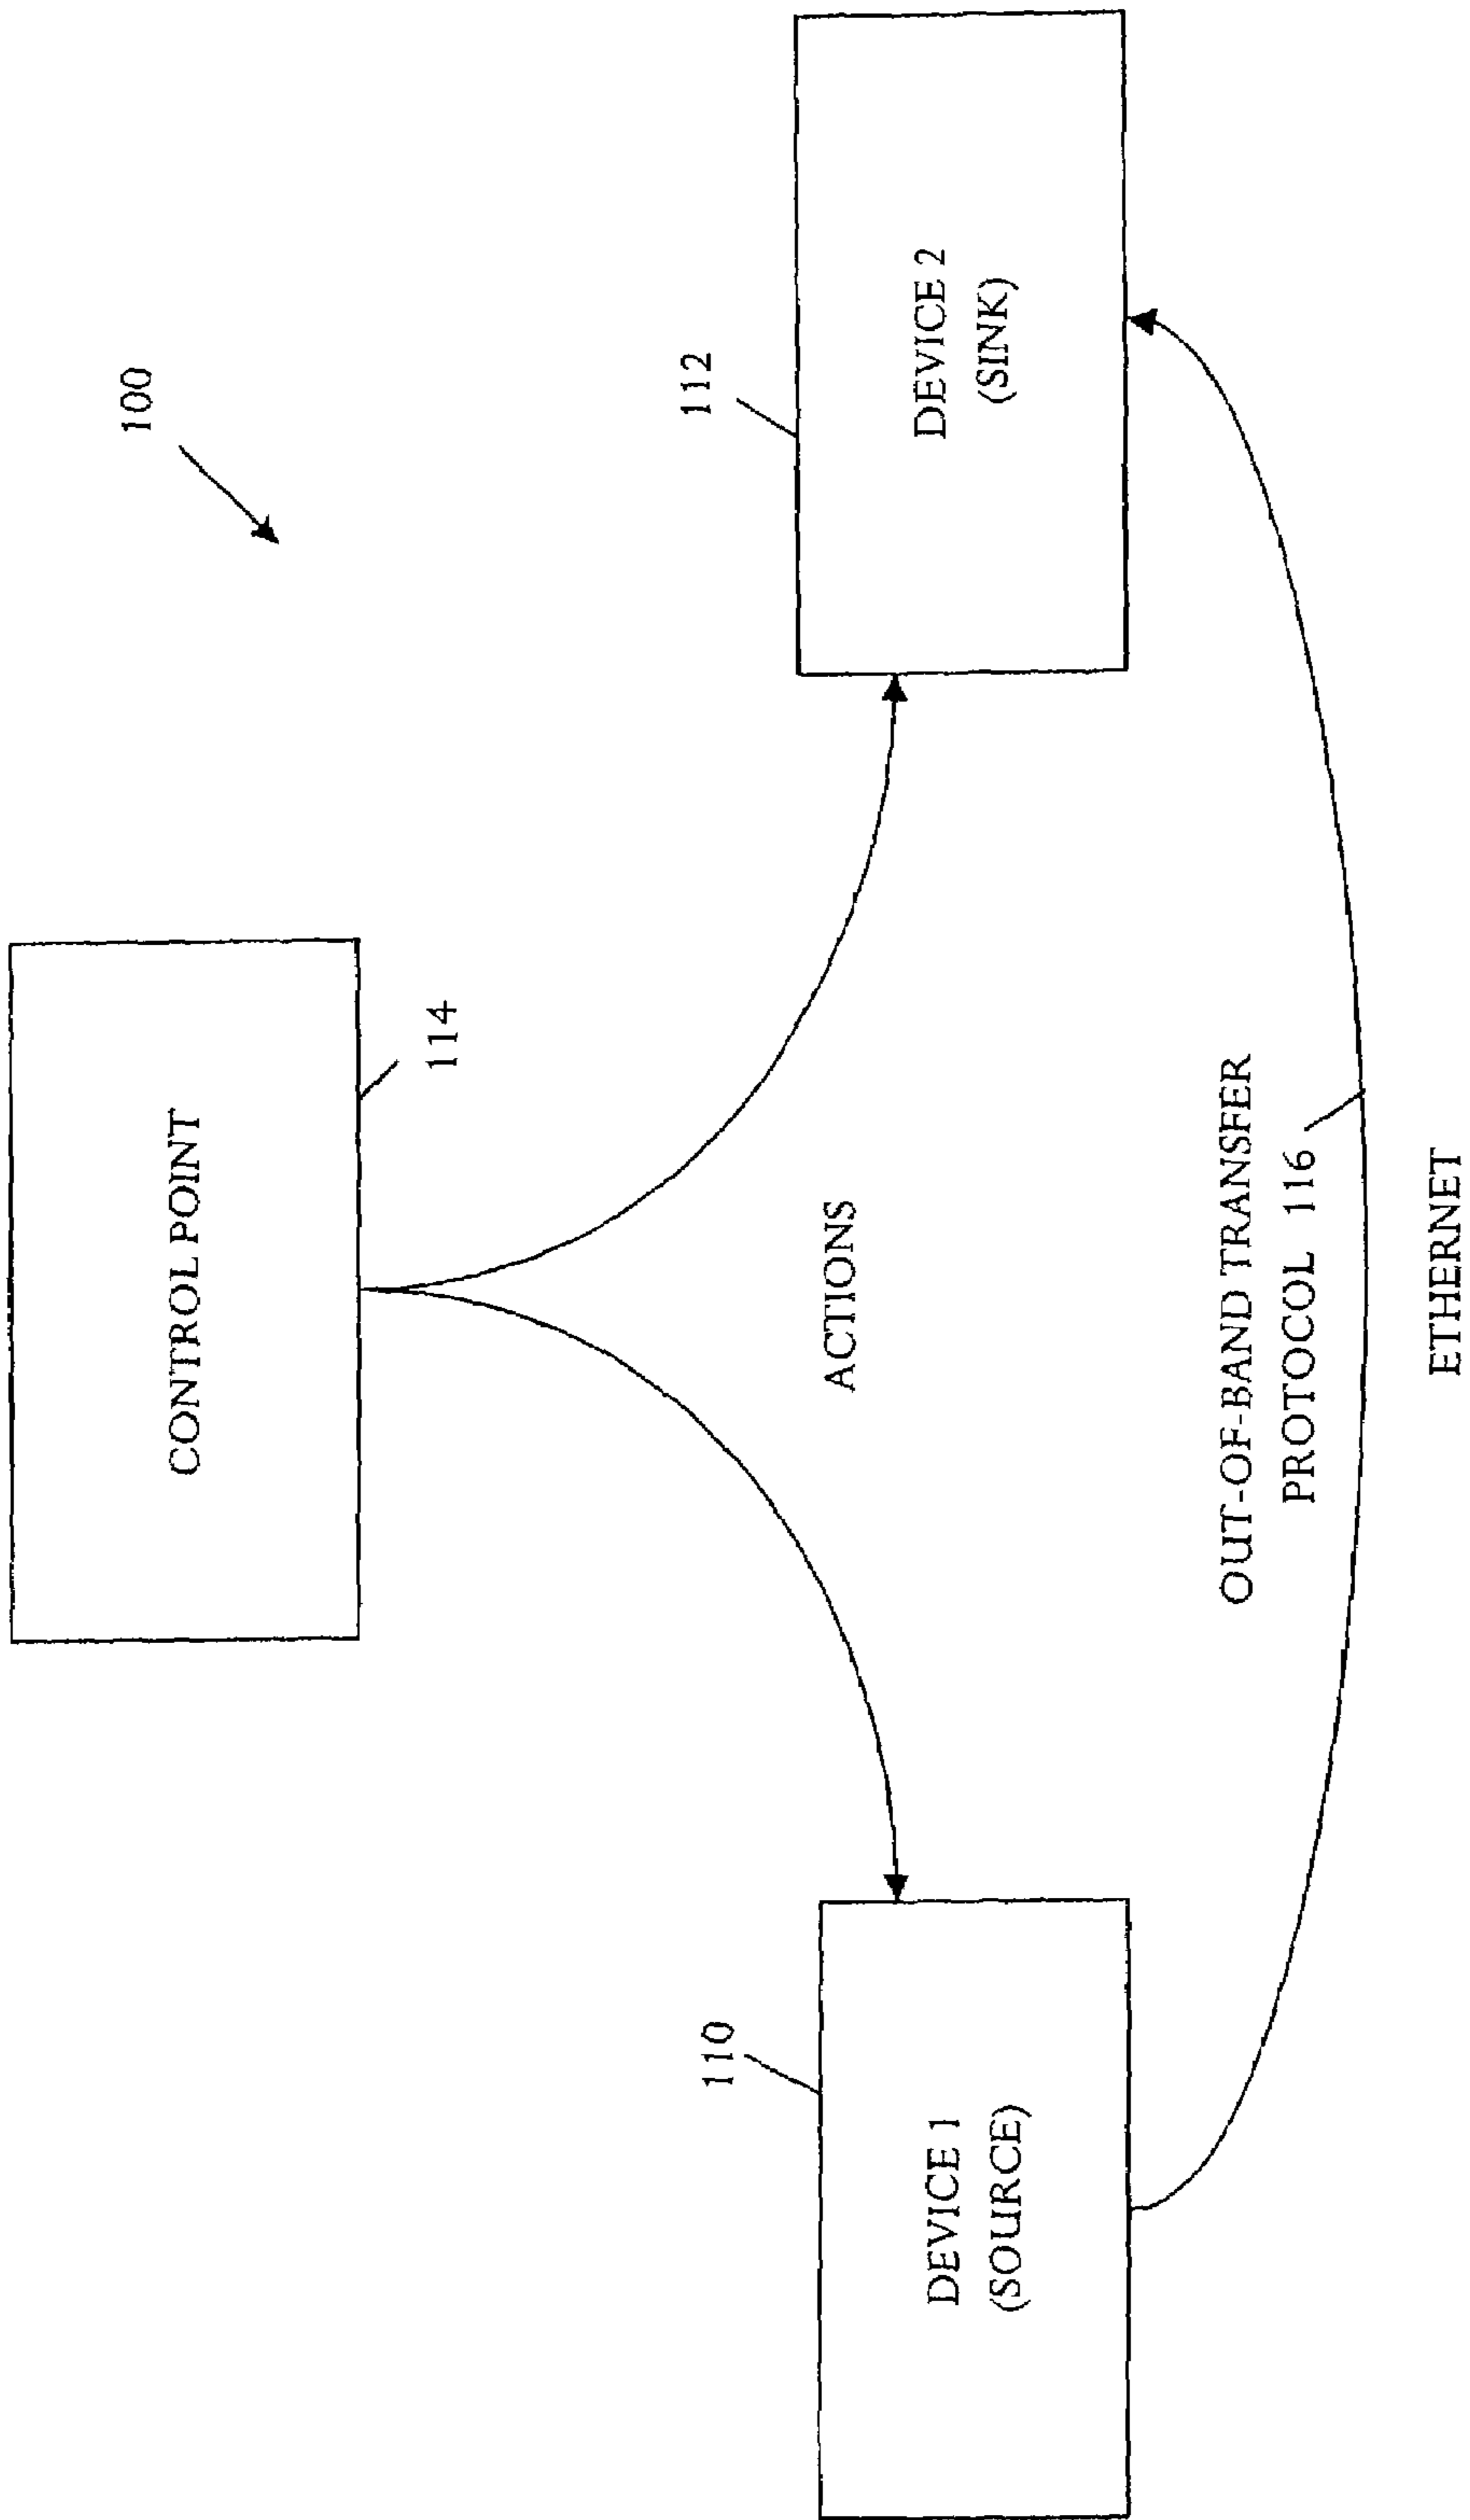 100
CONTROL POINT
114
112
110
DEVICE 2
(SINK)
DEVICE 1
(SOURCE)
ACTIONS
OUT-OF-BAND TRANSFER
PROTOCOL 116
ETHERNET